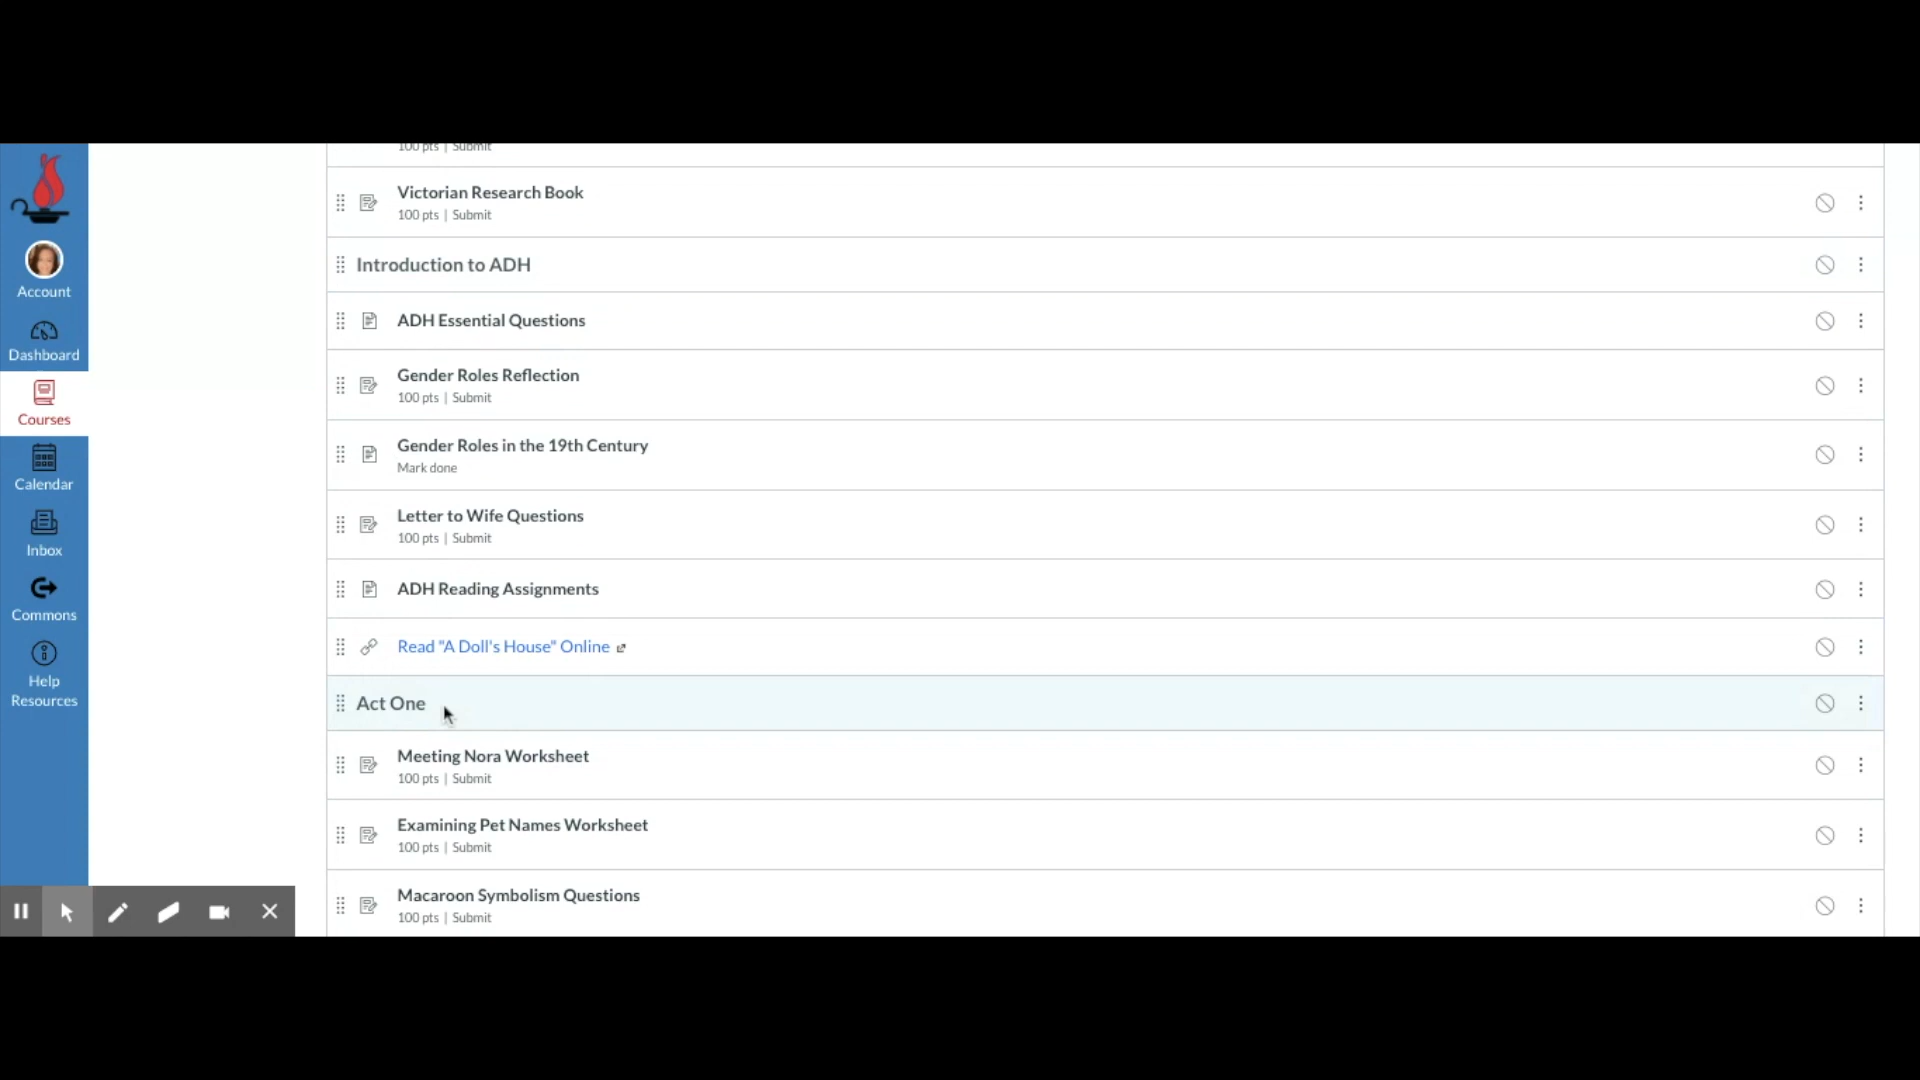 100 pts | Submit
Victorian Research Book
100 pts | Submit
Introduction to ADH
ADH Essential Questions
Gender Roles Reflection
100 pts | Submit
Gender Roles in the 19th Century
Mark done
Letter to Wife Questions
100 pts | Submit
ADH Reading Assignments
Read "A Doll's House" Online
Act One
Meeting Nora Worksheet
100 pts | Submit
Examining Pet Names Worksheet
100 pts | Submit
Macaroon Symbolism Questions
100 pts | Submit
Account
Dashboard
Courses
Calendar
Inbox
Commons
Help
Resources